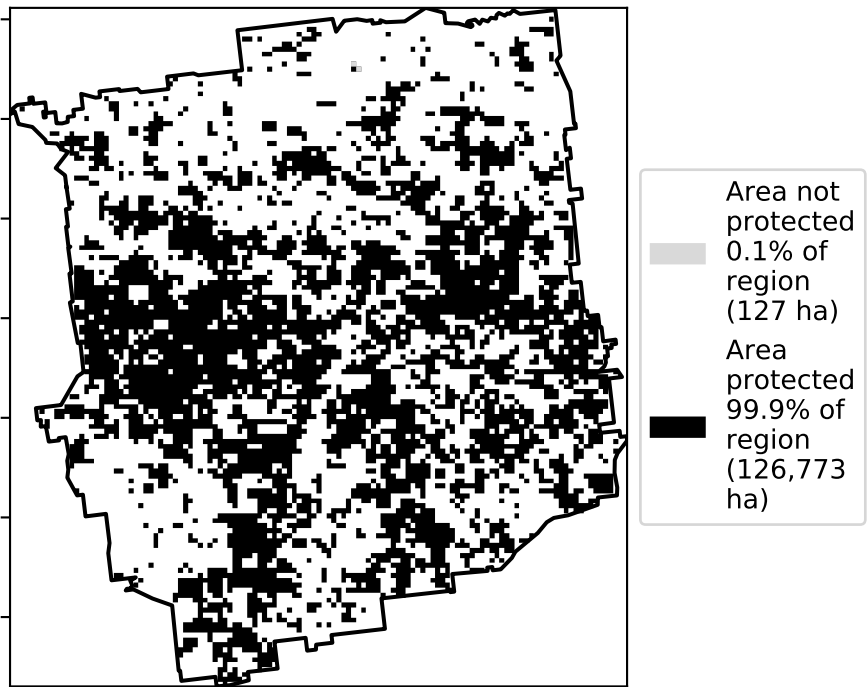 Area not
protected
0.1% of
region
(127 ha)
Area
protected
99.9% of
region
(126,773
ha)